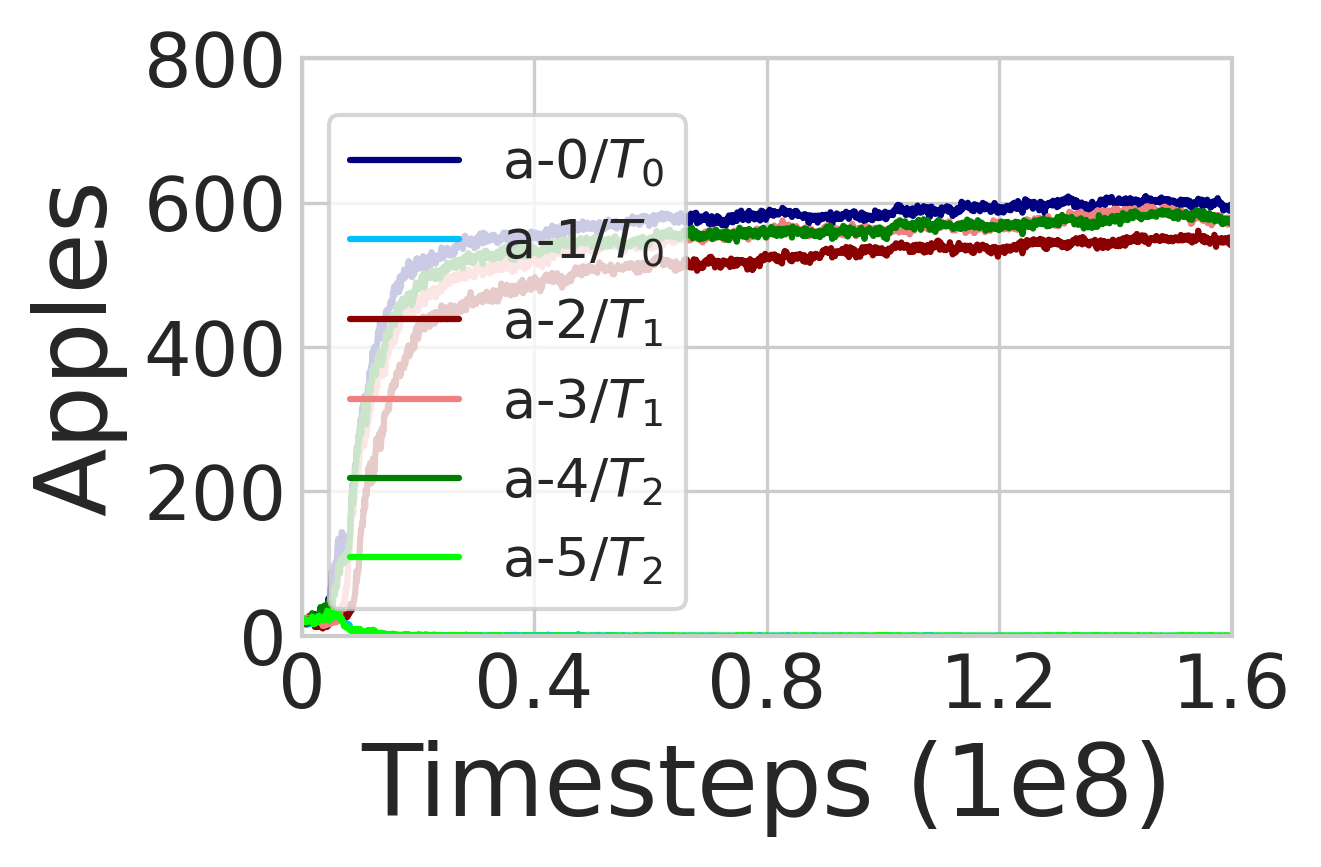 800
600
400
200
0
Apples
a-0/T₀
a-1/T₀
a-2/T₁
a-3/T₁
a-4/T₂
a-5/T₂
0 0.4 0.8 1.2 1.6
Timesteps (1e8)